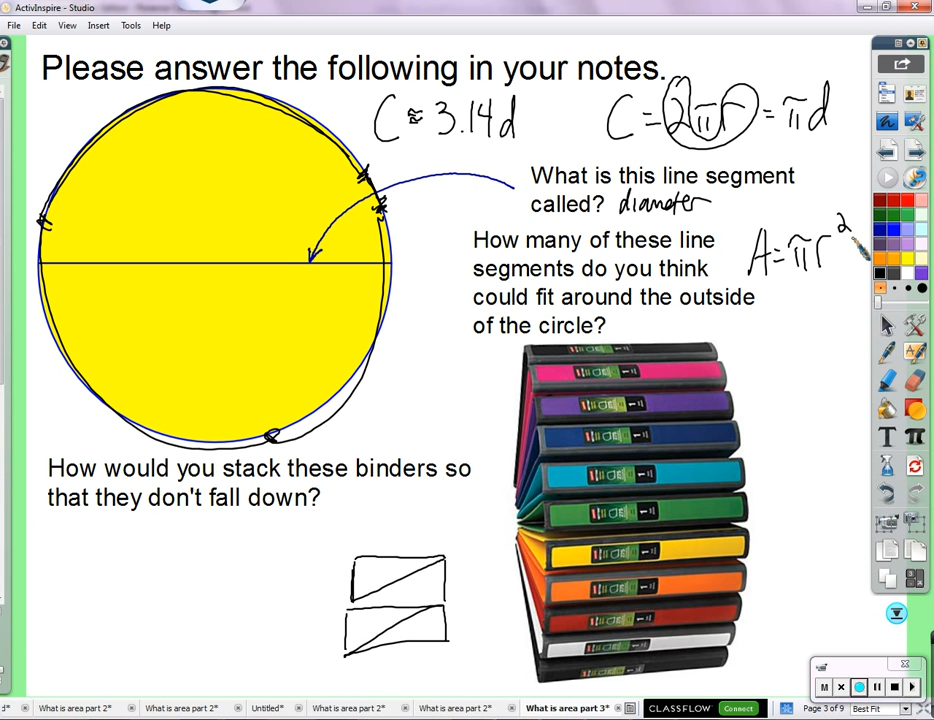 ActivInspire - Studio
File Edit View Insert Tools Help
Please answer the following in your notes.
C ≈ 3.14d
C = 2πr = πd
What is this line segment
called? diameter
How many of these line
segments do you think
could fit around the outside
of the circle?
A = πr²
How would you stack these binders so
that they don't fall down?
What is area part 2* What is area part 2* Untitled* What is area part 2* What is area part 2* What is area part 3* CLASSFLOW Connect Page 3 of 9 Best Fit
M